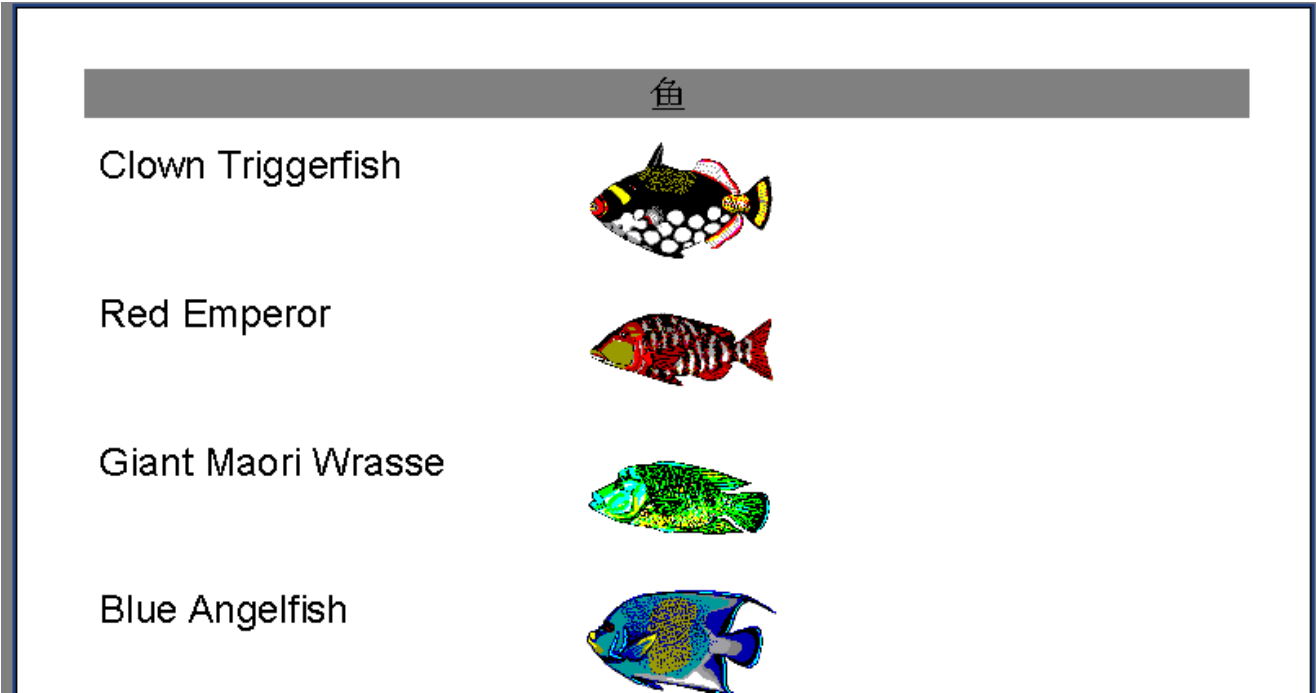 鱼
Clown Triggerfish
Red Emperor
Giant Maori Wrasse
Blue Angelfish